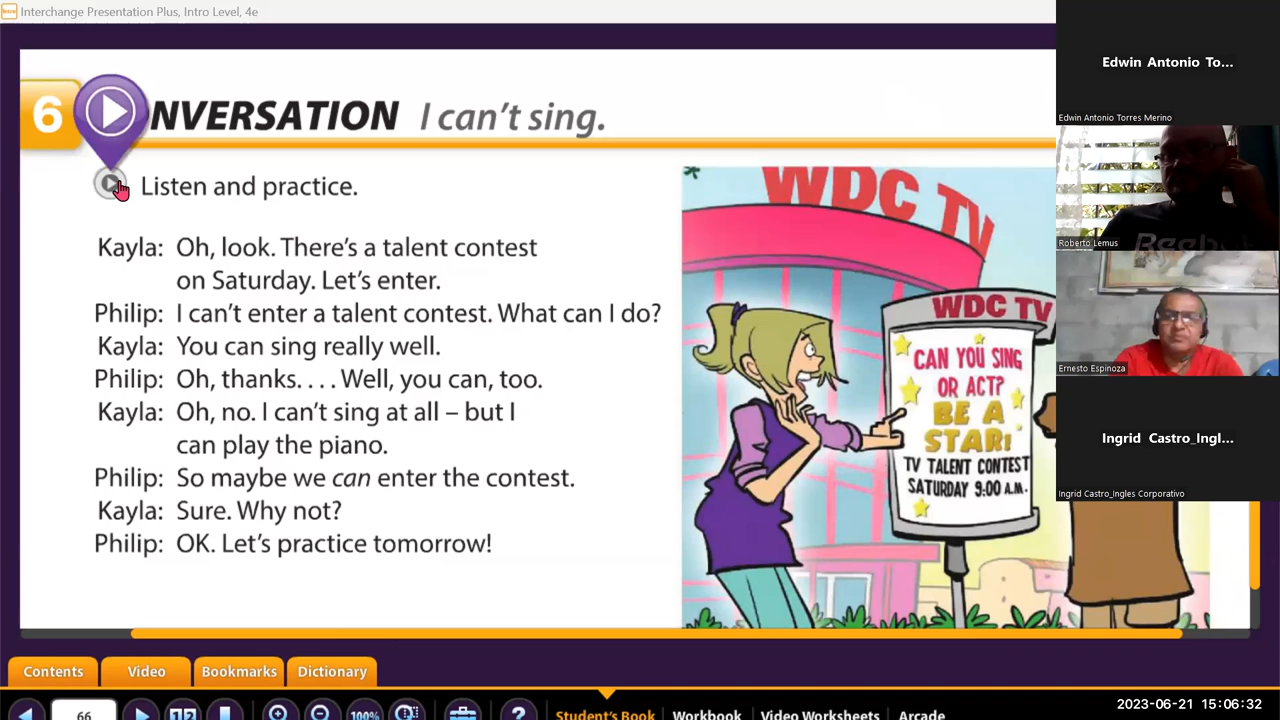 Interchange Presentation Plus, Intro Level, 4e
6 NVERSATION I can't sing.
Listen and practice.
Kayla: Oh, look. There's a talent contest
on Saturday. Let's enter.
Philip: I can't enter a talent contest. What can I do?
Kayla: You can sing really well.
Philip: Oh, thanks. . . . Well, you can, too.
Kayla: Oh, no. I can't sing at all – but I
can play the piano.
Philip: So maybe we can enter the contest.
Kayla: Sure. Why not?
Philip: OK. Let's practice tomorrow!
WDC TV
WDC TV
CAN YOU SING
OR ACT?
BE A
STAR!
TV TALENT CONTEST
SATURDAY 9:00 A.M.
Edwin Antonio To...
Edwin Antonio Torres Merino
Reebok
Roberto Lemus
Ernesto Espinoza
Ingrid Castro_Ingl...
Ingrid Castro_Ingles Corporativo
Contents Video Bookmarks Dictionary
66 12 100% ? Student's Book Workbook Video Worksheets Arcade
2023-06-21 15:06:32